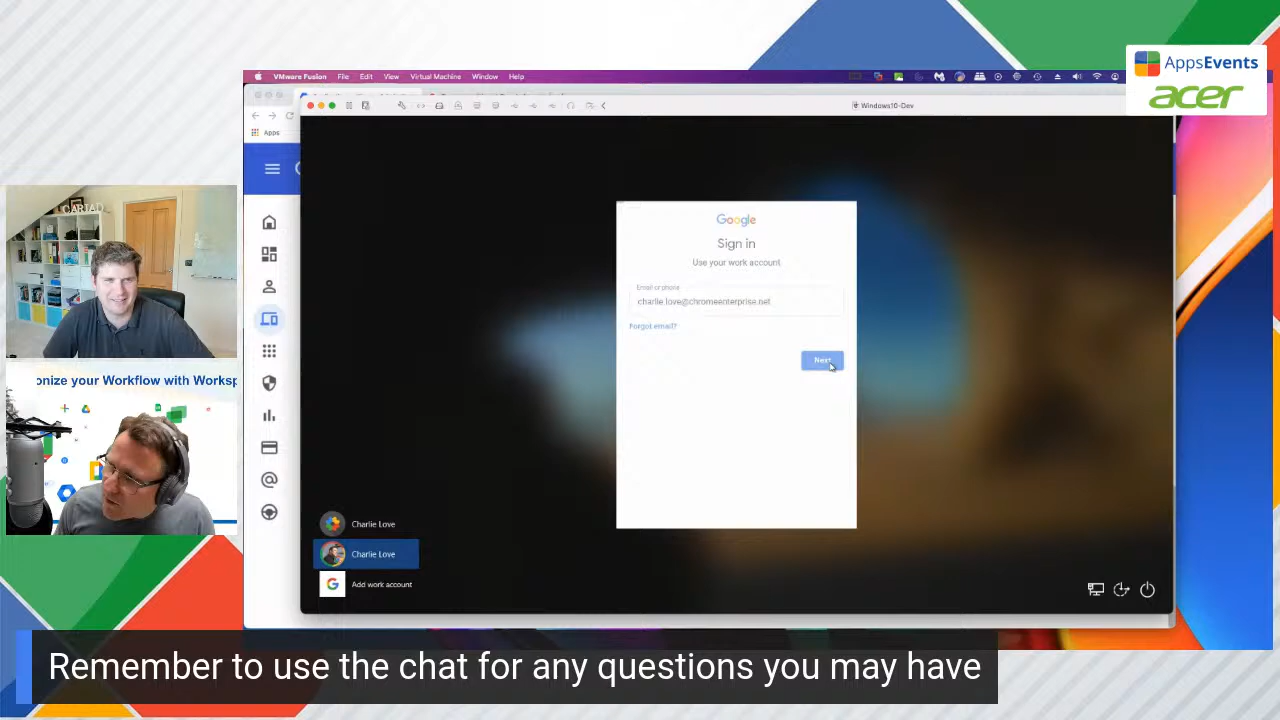 AppsEvents
acer
VMware Fusion File Edit View Virtual Machine Window Help
Windows10-Dev
Apps
CARIAD
onize your Workflow with Worksp
Google
Sign in
Use your work account
Email or phone
charlie.love@chromeenterprise.net
Forgot email?
Next
Charlie Love
Charlie Love
G Add work account
Remember to use the chat for any questions you may have